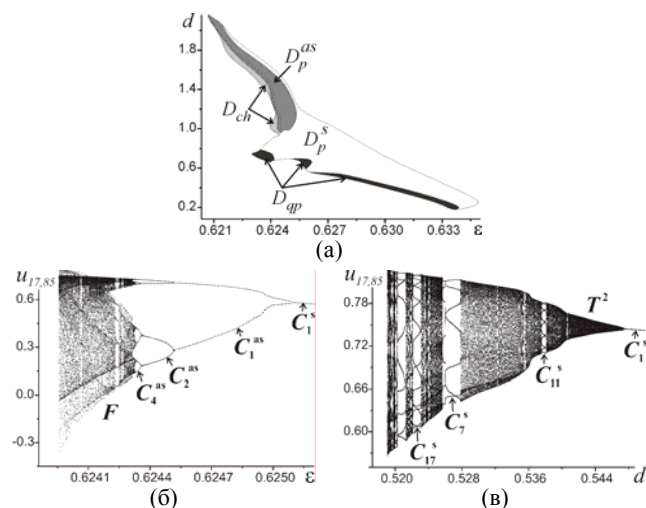 d
2.0
D_p^as
1.4
D_ch
1.0
D_p^s
0.6
D_qp
0.2
0.621 0.624 0.627 0.630 0.633 ε
(а)
u_17,85
0.6
0.3
0.0
-0.3
C_1^s
C_1^as
C_2^as
C_4^as
F
0.6241 0.6244 0.6247 0.6250 ε
(б)
u_17,85
0.78
0.72
0.66
0.60
T^2
C_1^s
C_11^s
C_7^s
C_17^s
0.520 0.528 0.536 0.544 d
(в)